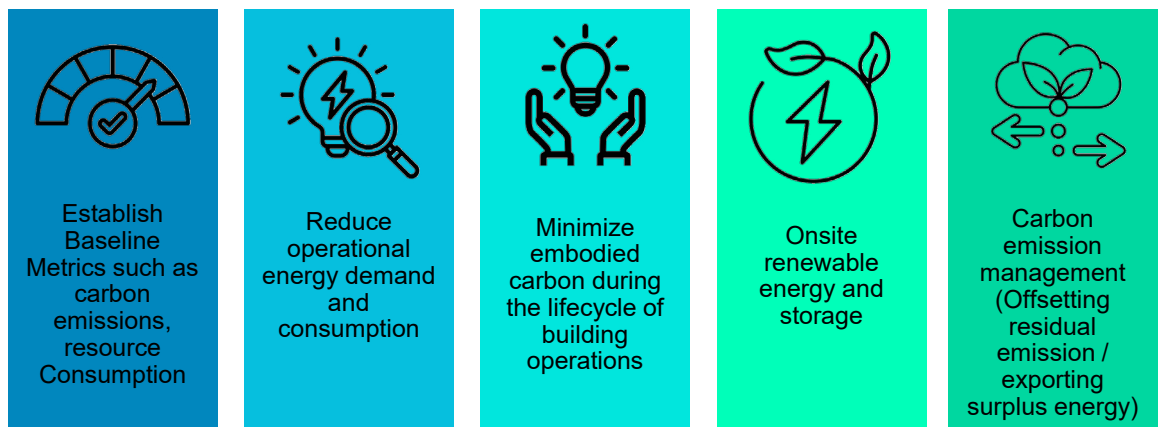 Establish
Baseline
Metrics such as
carbon
emissions,
resource
Consumption
Reduce
operational
energy demand
and
consumption
Minimize
embodied
carbon during
the lifecycle of
building
operations
Onsite
renewable
energy and
storage
Carbon
emission
management
(Offsetting
residual
emission /
exporting
surplus energy)